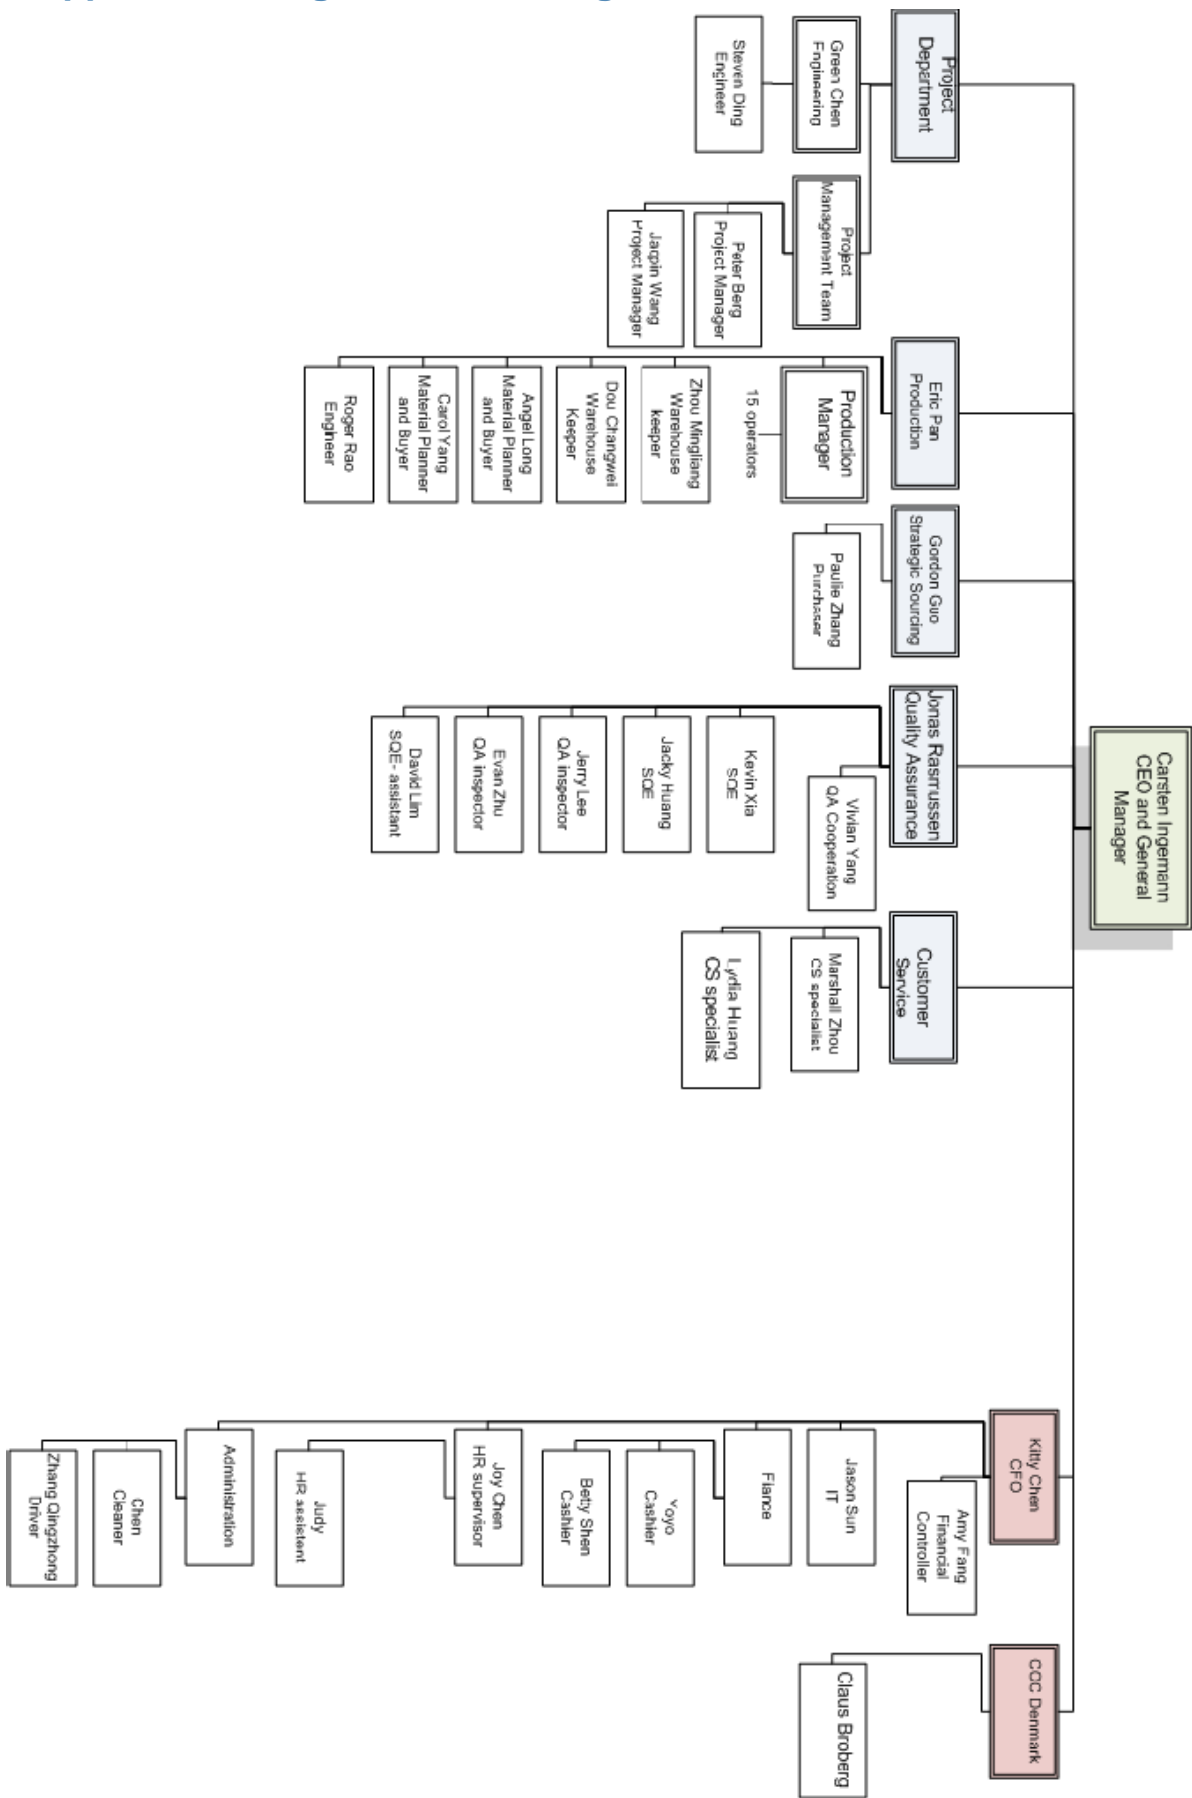 Carsten Ingemann
CEO and General
Manager
Project
Department
Green Chen
Engineering
Steven Ding
Engineer
Project
Management Team
Peter Berg
Project Manager
Jaqpin Wang
Project Manager
Eric Pan
Production
Production
Manager
15 operators
Zhou Mingliang
Warehouse
keeper
Dou Changwei
Warehouse
Keeper
Angel Long
Material Planner
and Buyer
Carol Yang
Material Planner
and Buyer
Roger Rao
Engineer
Gordon Guo
Strategic Sourcing
Paulie Zhang
Purchaser
Jonas Rasmussen
Quality Assurance
Vivian Yang
QA Cooperation
Kevin Xia
SQE
Jacky Huang
SQE
Jerry Lee
QA inspector
Evan Zhu
QA inspector
David Lim
SQE- assistant
Customer
Service
Marshall Zhou
CS specialist
Lydia Huang
CS specialist
Kitty Chen
CFO
Amy Fang
Financial
Controller
Jason Sun
IT
Fiance
Yoyo
Cashier
Betty Shen
Cashier
Joy Chen
HR supervisor
Judy
HR assistent
Administration
Chen
Cleaner
Zhang Qingzhong
Driver
CCC Denmark
Claus Broberg